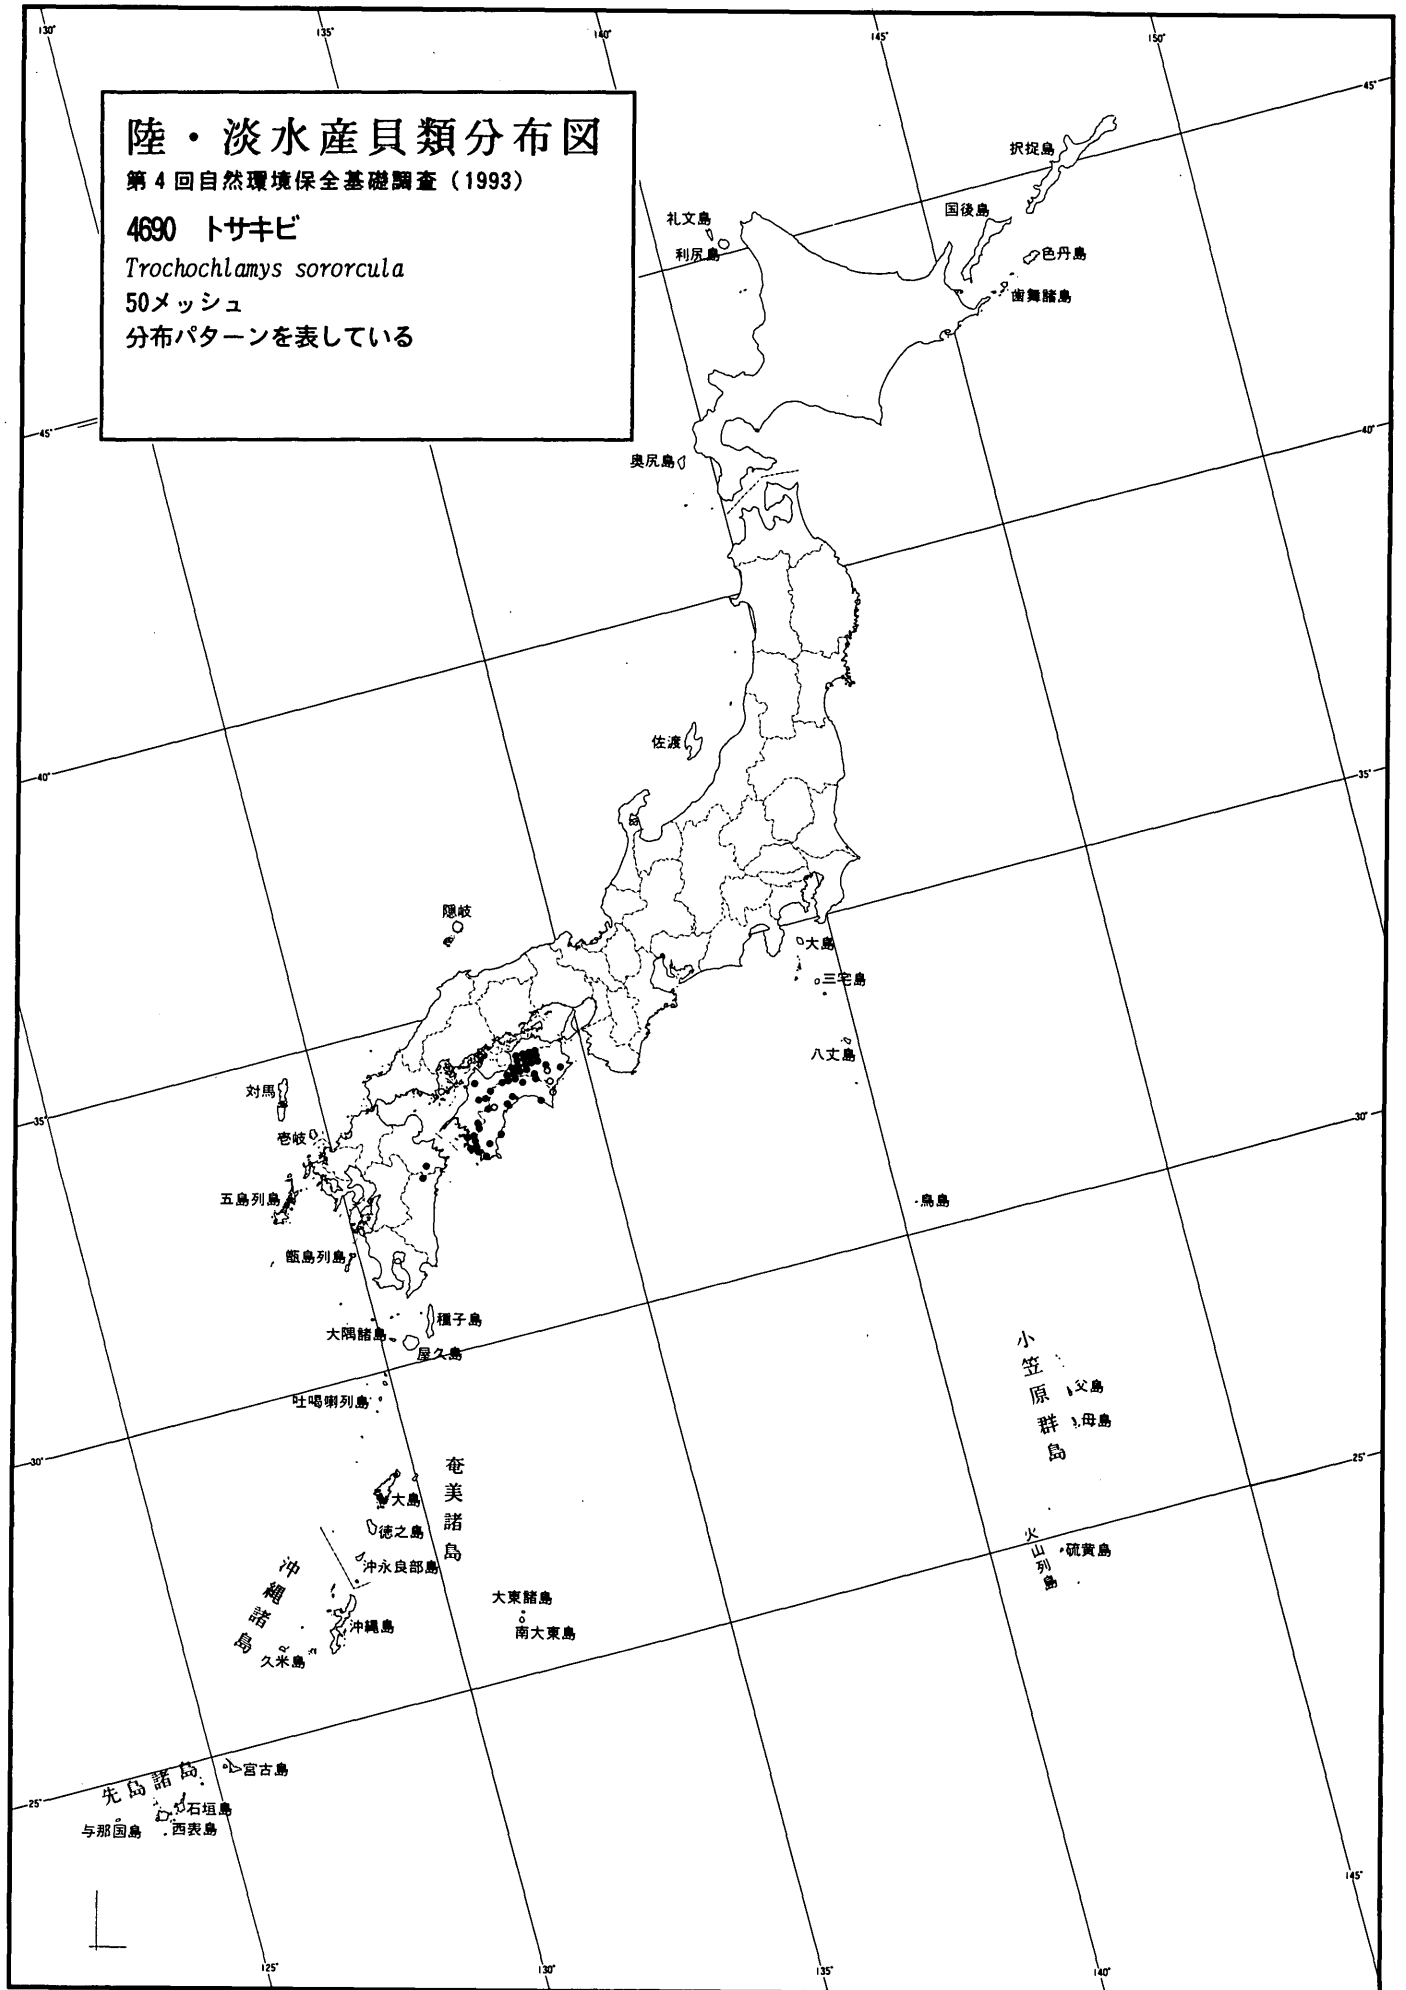 130°
135°
140°
145°
150°
陸・淡水産貝類分布図
第4回自然環境保全基礎調査（1993）
4690 トサキビ
Trochochlamys sororcula
50メッシュ
分布パターンを表している
45°
択捉島
国後島
礼文島
利尻島
色丹島
歯舞諸島
45°
40°
奥尻島
佐渡
40°
35°
隠岐
大島
三宅島
八丈島
対馬
35°
30°
壱岐
五島列島
鳥島
甑島列島
種子島
大隅諸島
屋久島
小笠原群島
父島
吐噶喇列島
母島
30°
25°
奄美諸島
大島
徳之島
火山列島
硫黄島
沖永良部島
沖縄諸島
大東諸島
南大東島
沖縄島
久米島
先島諸島
宮古島
25°
石垣島
与那国島
西表島
145°
125°
130°
135°
140°